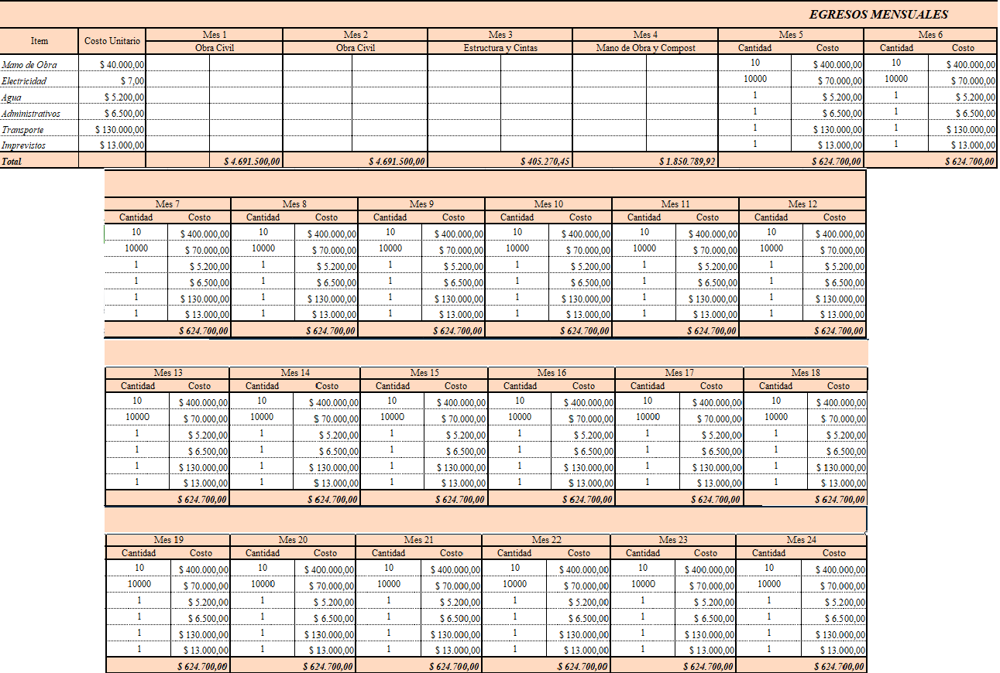 EGRESOS MENSUALES
Item Costo Unitario Mes 1 Mes 2 Mes 3 Mes 4 Mes 5 Mes 6
Obra Civil Obra Civil Estructura y Cintas Mano de Obra y Compost Cantidad Costo Cantidad Costo
Mano de Obra $ 40.000,00 10 $ 400.000,00 10 $ 400.000,00
Electricidad $ 7,00 10000 $ 70.000,00 10000 $ 70.000,00
Agua $ 5.200,00 1 $ 5.200,00 1 $ 5.200,00
Administrativos $ 6.500,00 1 $ 6.500,00 1 $ 6.500,00
Transporte $ 130.000,00 1 $ 130.000,00 1 $ 130.000,00
Imprevistos $ 13.000,00 1 $ 13.000,00 1 $ 13.000,00
Total $ 4.691.500,00 $ 4.691.500,00 $ 405.270,45 $ 1.850.789,92 $ 624.700,00 $ 624.700,00
Mes 7 Mes 8 Mes 9 Mes 10 Mes 11 Mes 12
Cantidad Costo Cantidad Costo Cantidad Costo Cantidad Costo Cantidad Costo Cantidad Costo
10 $ 400.000,00 10 $ 400.000,00 10 $ 400.000,00 10 $ 400.000,00 10 $ 400.000,00 10 $ 400.000,00
10000 $ 70.000,00 10000 $ 70.000,00 10000 $ 70.000,00 10000 $ 70.000,00 10000 $ 70.000,00 10000 $ 70.000,00
1 $ 5.200,00 1 $ 5.200,00 1 $ 5.200,00 1 $ 5.200,00 1 $ 5.200,00 1 $ 5.200,00
1 $ 6.500,00 1 $ 6.500,00 1 $ 6.500,00 1 $ 6.500,00 1 $ 6.500,00 1 $ 6.500,00
1 $ 130.000,00 1 $ 130.000,00 1 $ 130.000,00 1 $ 130.000,00 1 $ 130.000,00 1 $ 130.000,00
1 $ 13.000,00 1 $ 13.000,00 1 $ 13.000,00 1 $ 13.000,00 1 $ 13.000,00 1 $ 13.000,00
$ 624.700,00 $ 624.700,00 $ 624.700,00 $ 624.700,00 $ 624.700,00 $ 624.700,00
Mes 13 Mes 14 Mes 15 Mes 16 Mes 17 Mes 18
Cantidad Costo Cantidad Costo Cantidad Costo Cantidad Costo Cantidad Costo Cantidad Costo
10 $ 400.000,00 10 $ 400.000,00 10 $ 400.000,00 10 $ 400.000,00 10 $ 400.000,00 10 $ 400.000,00
10000 $ 70.000,00 10000 $ 70.000,00 10000 $ 70.000,00 10000 $ 70.000,00 10000 $ 70.000,00 10000 $ 70.000,00
1 $ 5.200,00 1 $ 5.200,00 1 $ 5.200,00 1 $ 5.200,00 1 $ 5.200,00 1 $ 5.200,00
1 $ 6.500,00 1 $ 6.500,00 1 $ 6.500,00 1 $ 6.500,00 1 $ 6.500,00 1 $ 6.500,00
1 $ 130.000,00 1 $ 130.000,00 1 $ 130.000,00 1 $ 130.000,00 1 $ 130.000,00 1 $ 130.000,00
1 $ 13.000,00 1 $ 13.000,00 1 $ 13.000,00 1 $ 13.000,00 1 $ 13.000,00 1 $ 13.000,00
$ 624.700,00 $ 624.700,00 $ 624.700,00 $ 624.700,00 $ 624.700,00 $ 624.700,00
Mes 19 Mes 20 Mes 21 Mes 22 Mes 23 Mes 24
Cantidad Costo Cantidad Costo Cantidad Costo Cantidad Costo Cantidad Costo Cantidad Costo
10 $ 400.000,00 10 $ 400.000,00 10 $ 400.000,00 10 $ 400.000,00 10 $ 400.000,00 10 $ 400.000,00
10000 $ 70.000,00 10000 $ 70.000,00 10000 $ 70.000,00 10000 $ 70.000,00 10000 $ 70.000,00 10000 $ 70.000,00
1 $ 5.200,00 1 $ 5.200,00 1 $ 5.200,00 1 $ 5.200,00 1 $ 5.200,00 1 $ 5.200,00
1 $ 6.500,00 1 $ 6.500,00 1 $ 6.500,00 1 $ 6.500,00 1 $ 6.500,00 1 $ 6.500,00
1 $ 130.000,00 1 $ 130.000,00 1 $ 130.000,00 1 $ 130.000,00 1 $ 130.000,00 1 $ 130.000,00
1 $ 13.000,00 1 $ 13.000,00 1 $ 13.000,00 1 $ 13.000,00 1 $ 13.000,00 1 $ 13.000,00
$ 624.700,00 $ 624.700,00 $ 624.700,00 $ 624.700,00 $ 624.700,00 $ 624.700,00